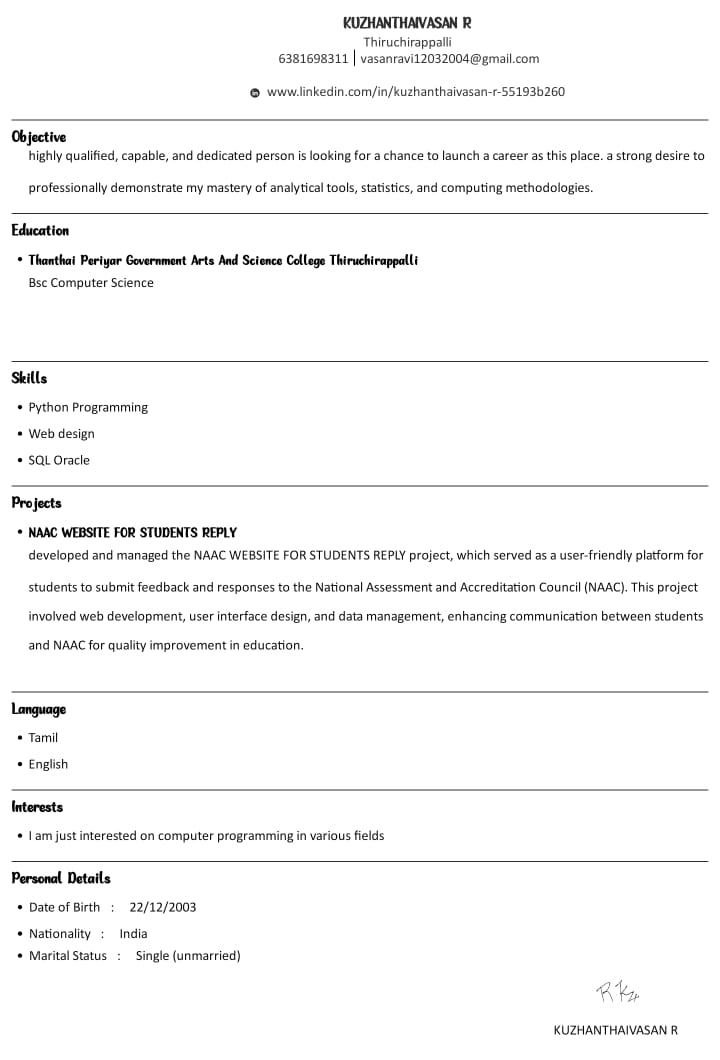 KUZHANTHAIVASAN R
Thiruchirappalli
6381698311 | vasanravi12032004@gmail.com
www.linkedin.com/in/kuzhanthaivasan-r-55193b260
Objective
highly qualified, capable, and dedicated person is looking for a chance to launch a career as this place. a strong desire to
professionally demonstrate my mastery of analytical tools, statistics, and computing methodologies.
Education
• Thanthai Periyar Government Arts And Science College Thiruchirappalli
Bsc Computer Science
Skills
• Python Programming
• Web design
• SQL Oracle
Projects
• NAAC WEBSITE FOR STUDENTS REPLY
developed and managed the NAAC WEBSITE FOR STUDENTS REPLY project, which served as a user-friendly platform for
students to submit feedback and responses to the National Assessment and Accreditation Council (NAAC). This project
involved web development, user interface design, and data management, enhancing communication between students
and NAAC for quality improvement in education.
Language
• Tamil
• English
Interests
• I am just interested on computer programming in various fields
Personal Details
• Date of Birth : 22/12/2003
• Nationality : India
• Marital Status : Single (unmarried)
KUZHANTHAIVASAN R